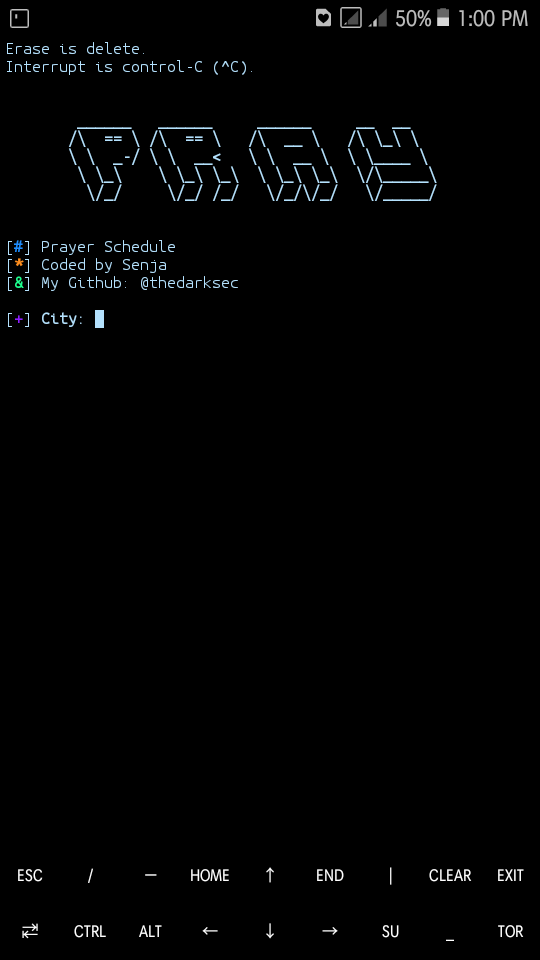 50% 1:00 PM
Erase is delete.
Interrupt is control-C (^C).
PRAY
[#] Prayer Schedule
[*] Coded by Senja
[&] My Github: @thedarksec
[+] City:
ESC / — HOME ↑ END | CLEAR EXIT
⇄ CTRL ALT ← ↓ → SU _ TOR